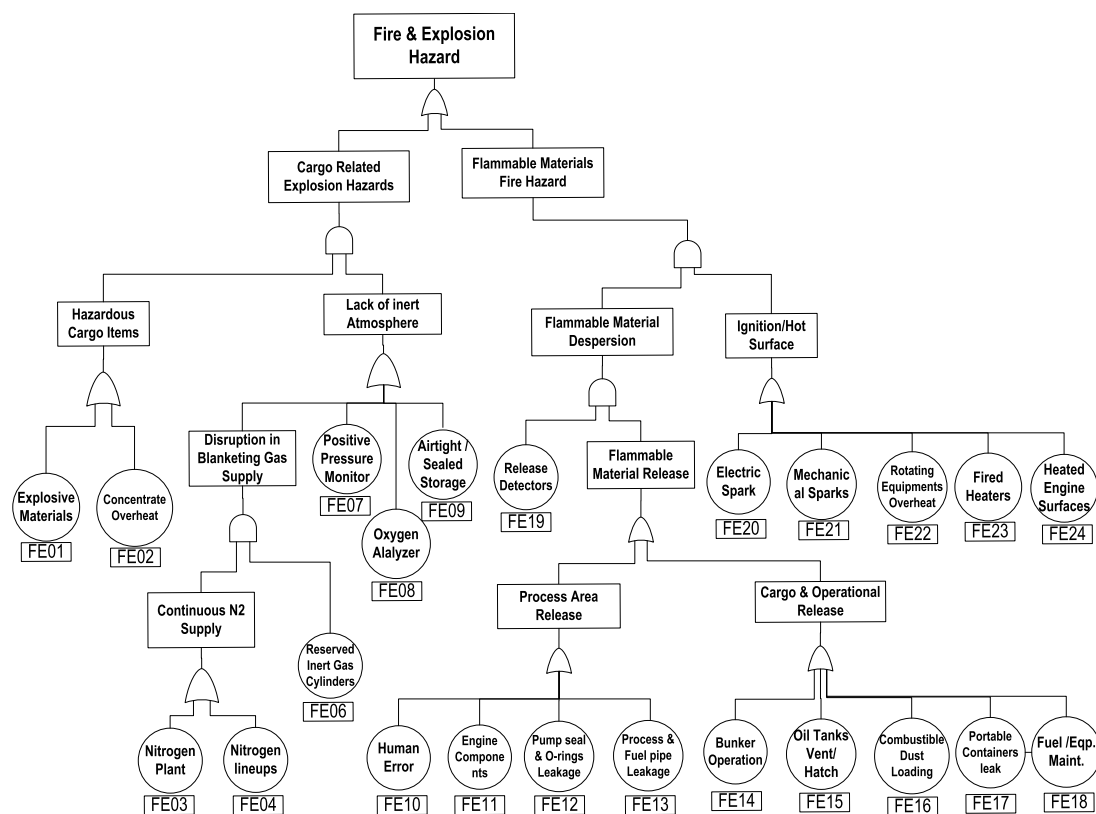 Fire & Explosion
Hazard
Cargo Related
Explosion Hazards
Flammable Materials
Fire Hazard
Hazardous
Cargo Items
Lack of inert
Atmosphere
Flammable Material
Despersion
Ignition/Hot
Surface
Explosive
Materials
FE01
Concentrate
Overheat
FE02
Disruption in
Blanketing Gas
Supply
Positive
Pressure
Monitor
FE07
Oxygen
Alalyzer
FE08
Airtight /
Sealed
Storage
FE09
Release
Detectors
FE19
Flammable
Material Release
Electric
Spark
FE20
Mechanic
al Sparks
FE21
Rotating
Equipments
Overheat
FE22
Fired
Heaters
FE23
Heated
Engine
Surfaces
FE24
Continuous N2
Supply
Reserved
Inert Gas
Cylinders
FE06
Process Area
Release
Cargo & Operational
Release
Nitrogen
Plant
FE03
Nitrogen
lineups
FE04
Human
Error
FE10
Engine
Compone
nts
FE11
Pump seal
& O-rings
Leakage
FE12
Process &
Fuel pipe
Leakage
FE13
Bunker
Operation
FE14
Oil Tanks
Vent/
Hatch
FE15
Combustible
Dust
Loading
FE16
Portable
Containers
leak
FE17
Fuel /Eqp.
Maint.
FE18